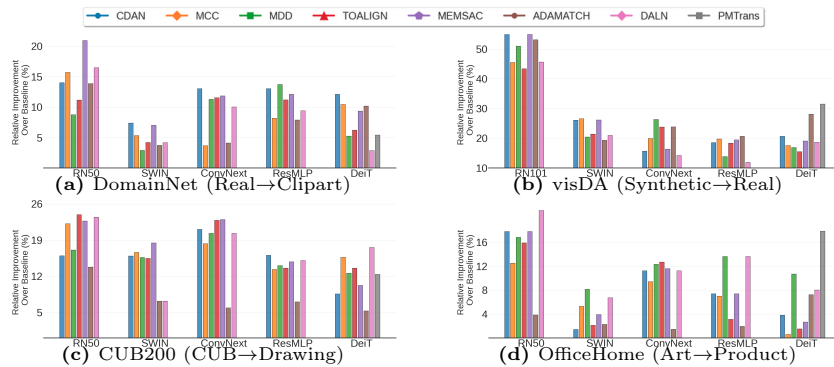 CDAN MCC MDD TOALIGN MEMSAC ADAMATCH DALN PMTrans
Relative Improvement
Over Baseline (%)
20
15
10
5
RN50 SWIN ConvNext ResMLP DeiT
(a) DomainNet (Real→Clipart)
Relative Improvement
Over Baseline (%)
50
40
30
20
10
RN101 SWIN ConvNext ResMLP DeiT
(b) visDA (Synthetic→Real)
Relative Improvement
Over Baseline (%)
26
19
12
5
RN50 SWIN ConvNext ResMLP DeiT
(c) CUB200 (CUB→Drawing)
Relative Improvement
Over Baseline (%)
16
12
8
4
RN50 SWIN ConvNext ResMLP DeiT
(d) OfficeHome (Art→Product)